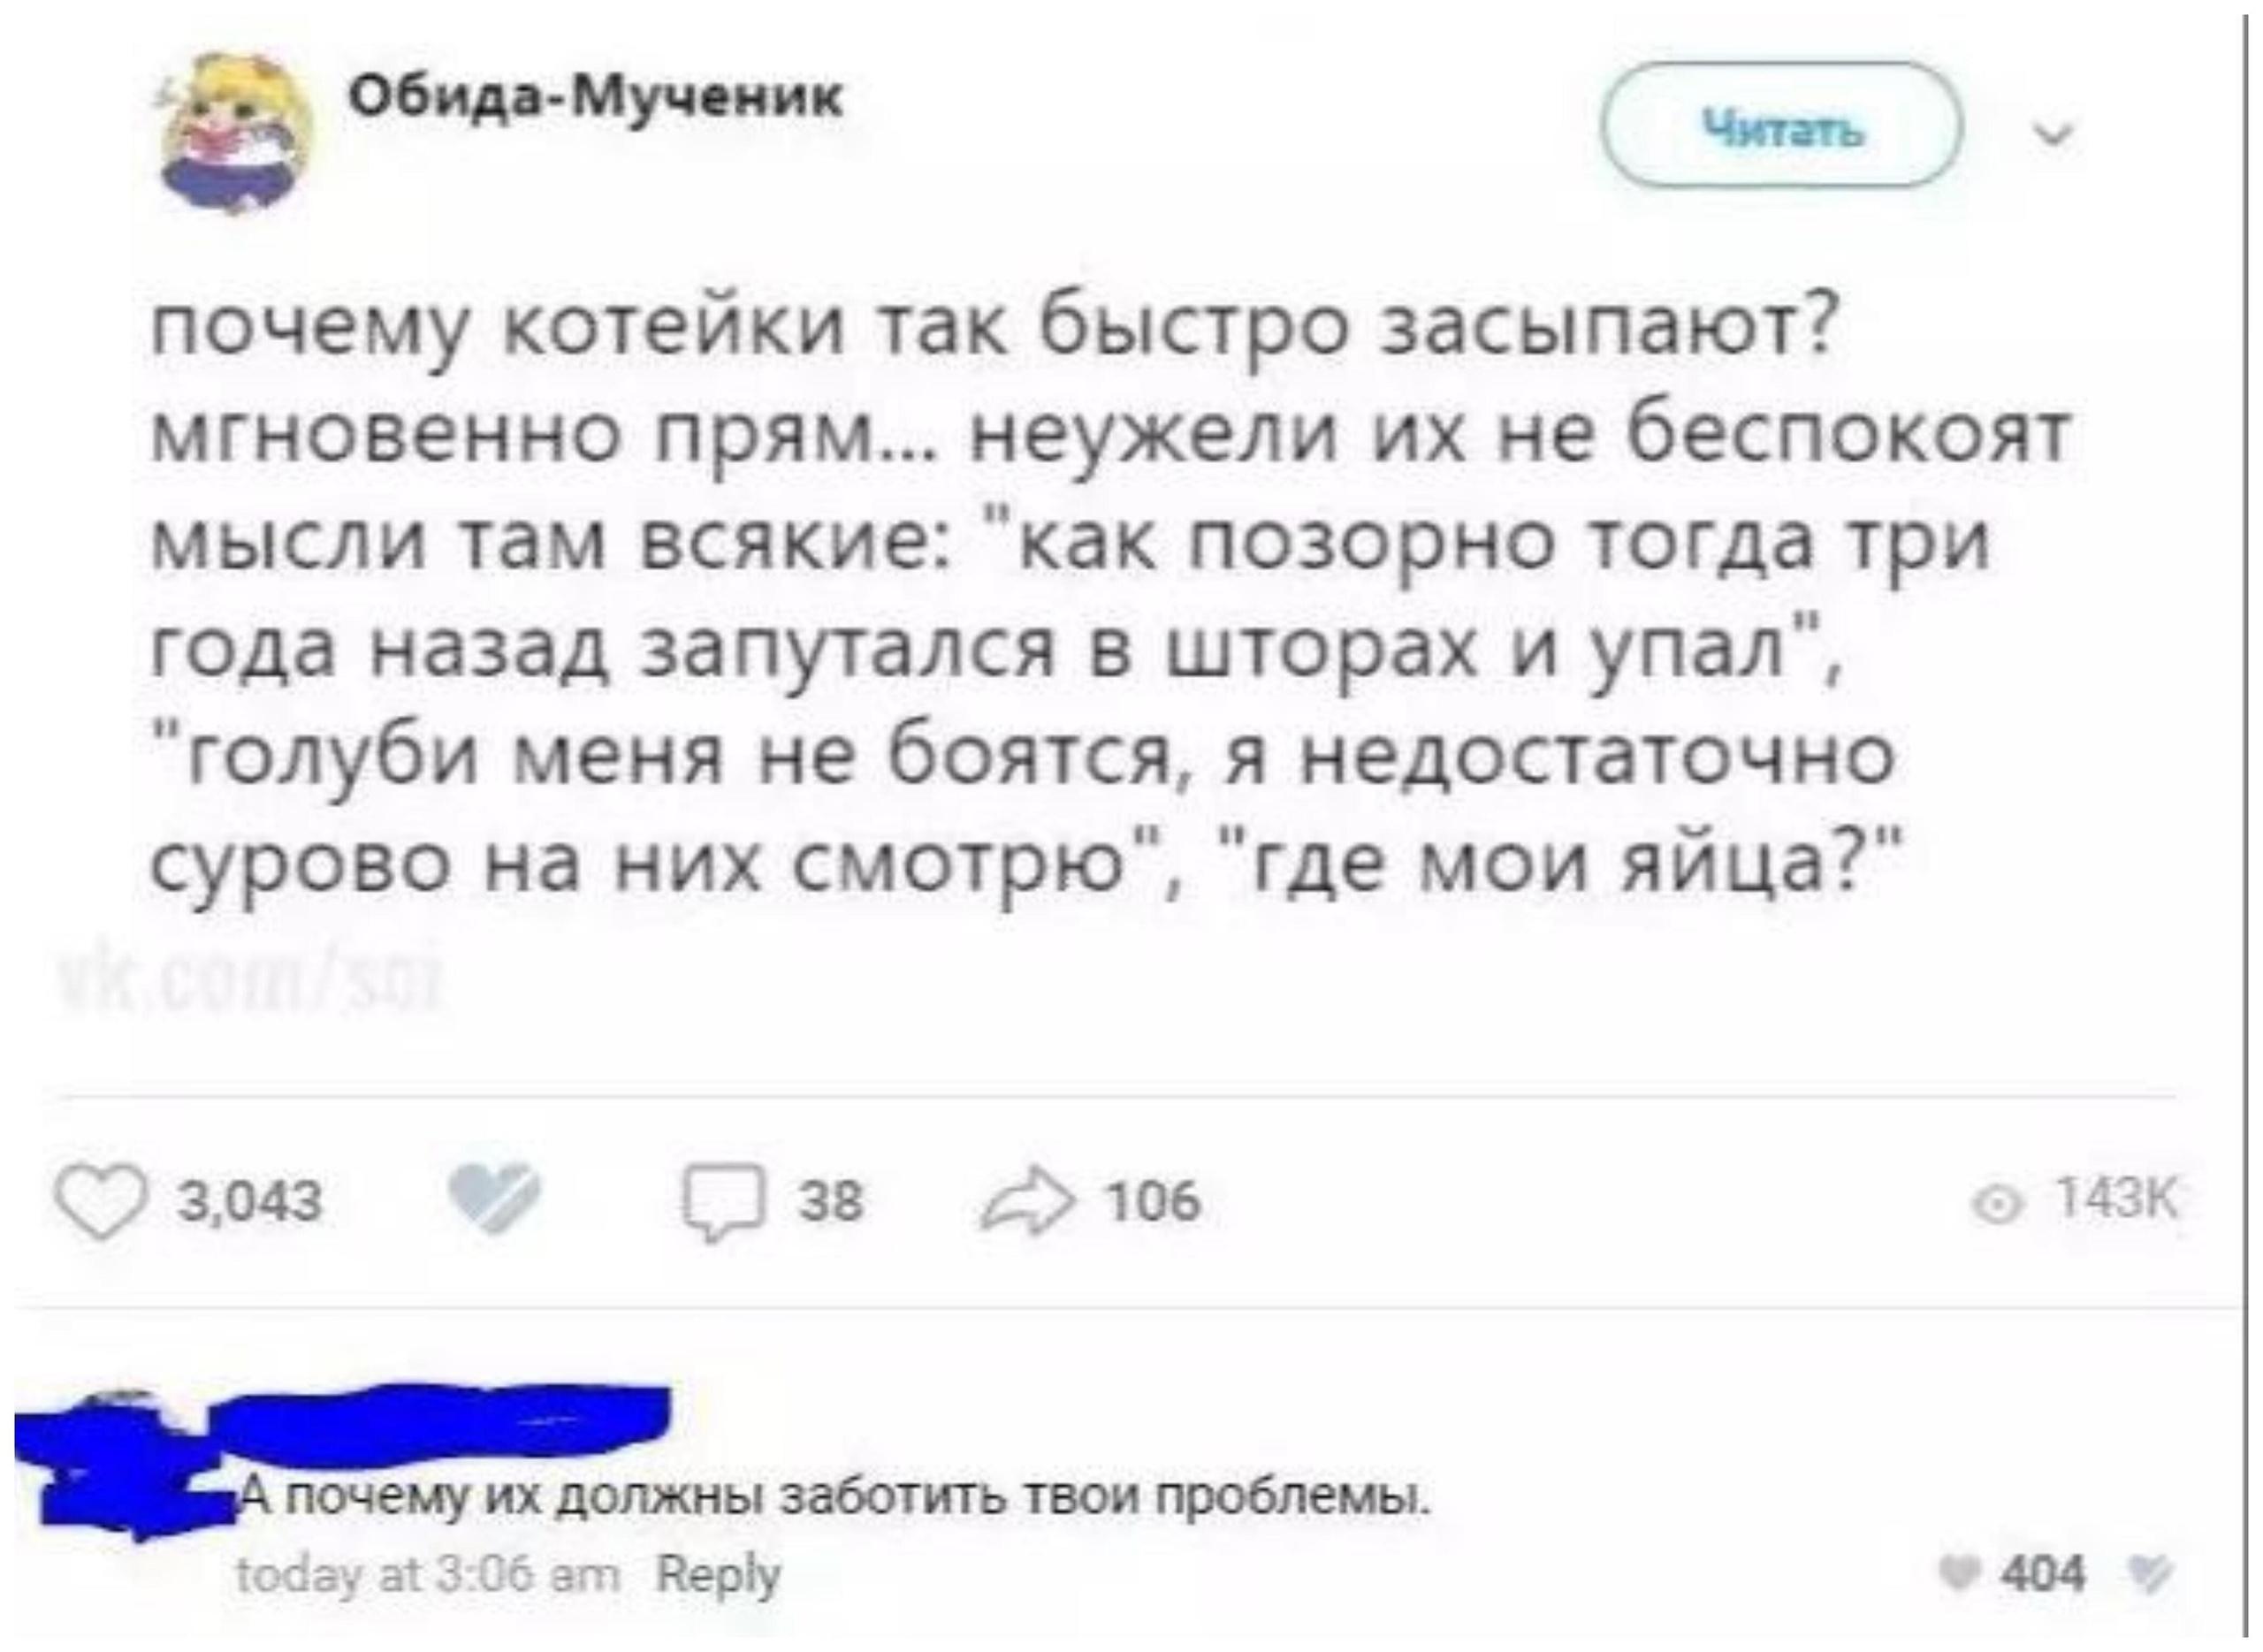 Обида-Мученик
Читать
почему котейки так быстро засыпают?
мгновенно прям... неужели их не беспокоят
мысли там всякие: "как позорно тогда три
года назад запутался в шторах и упал",
"голуби меня не боятся, я недостаточно
сурово на них смотрю", "где мои яйца?"
vk.com/soi
3,043 38 106 143K
А почему их должны заботить твои проблемы.
today at 3:06 am Reply 404